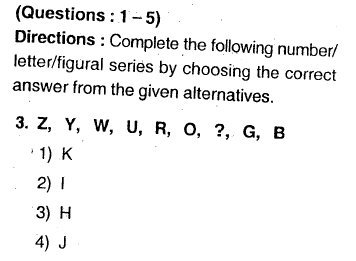 (Questions : 1 – 5)
Directions : Complete the following number/
letter/figural series by choosing the correct
answer from the given alternatives.
3. Z, Y, W, U, R, O, ?, G, B
1) K
2) I
3) H
4) J